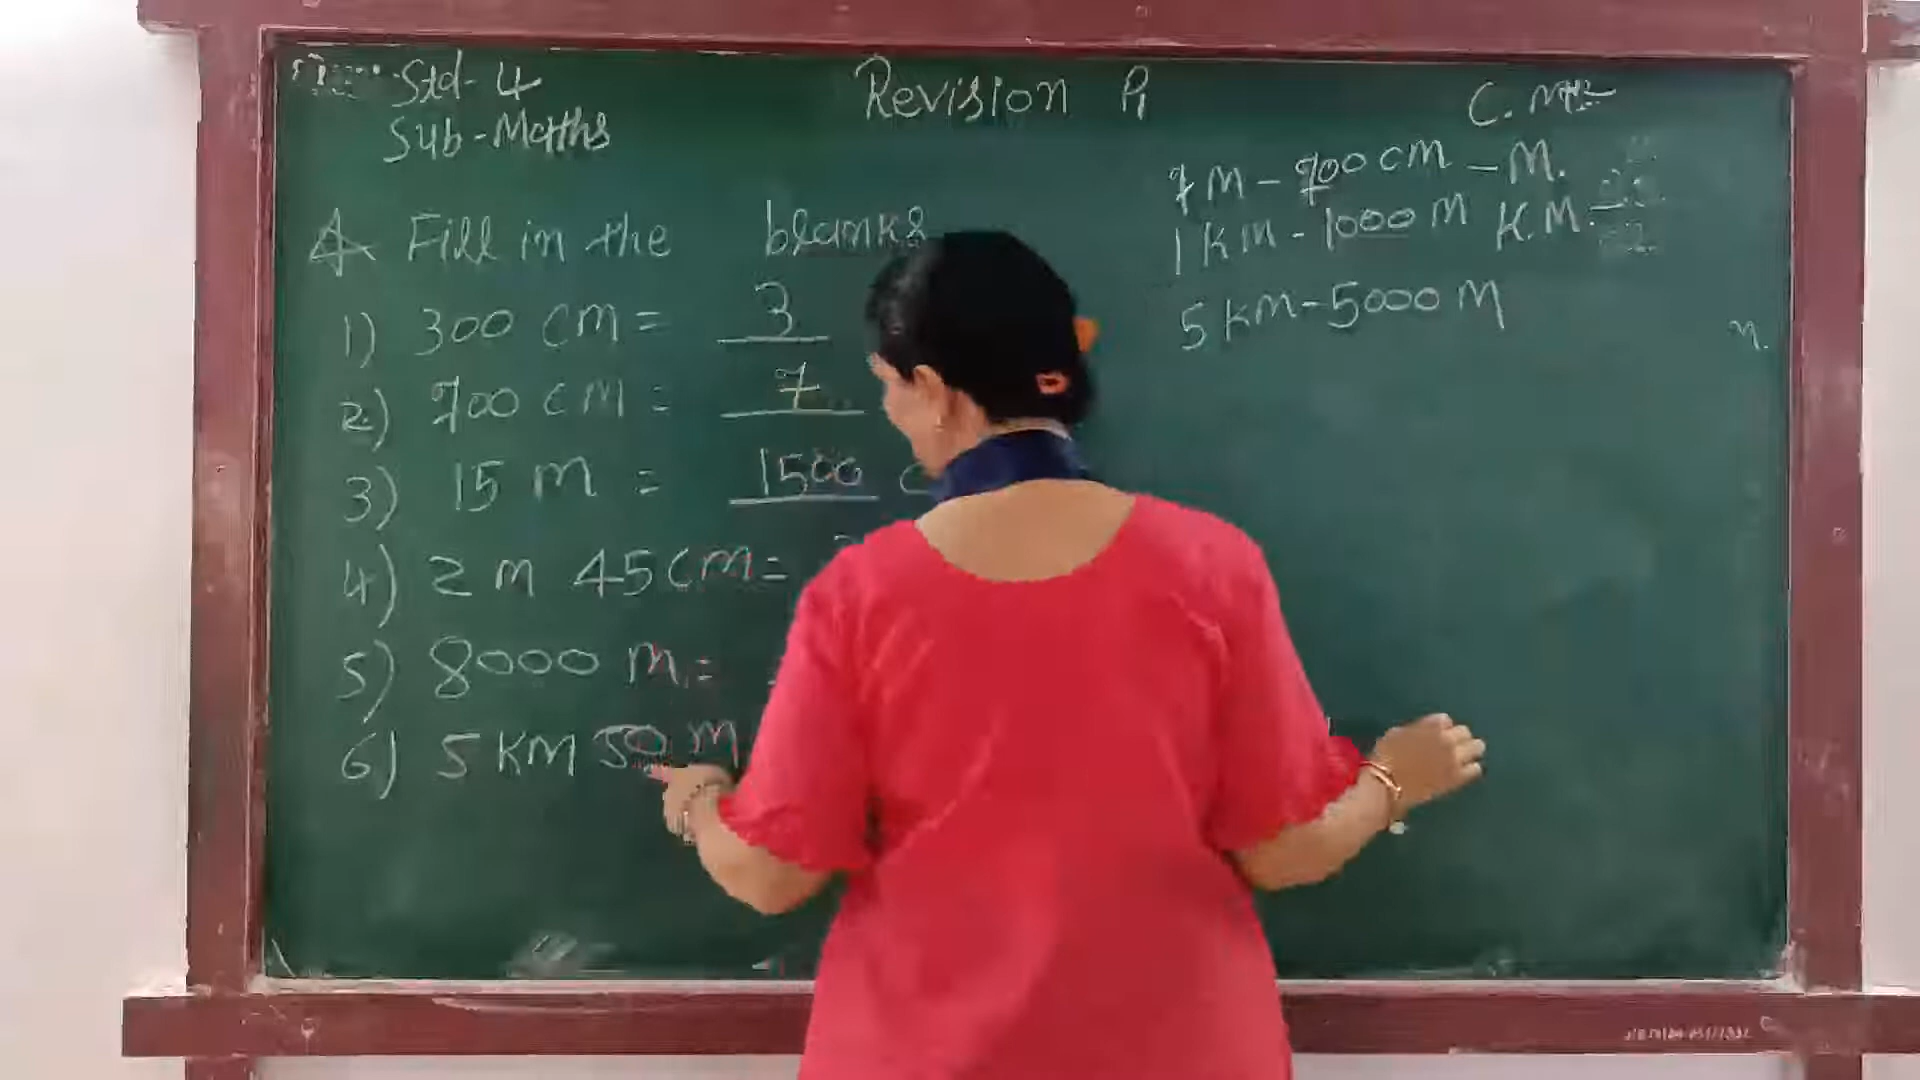 Std-4
Sub-Maths
Revision P1
Fill in the blanks
1) 300 cm = 3
2) 700 cm = 7
3) 15 m = 1500 c
4) 2 m 45 cm =
5) 8000 m =
6) 5 KM 50 m
7 M - 700 cm - M.
1 KM - 1000 M K.M.
5 KM - 5000 M